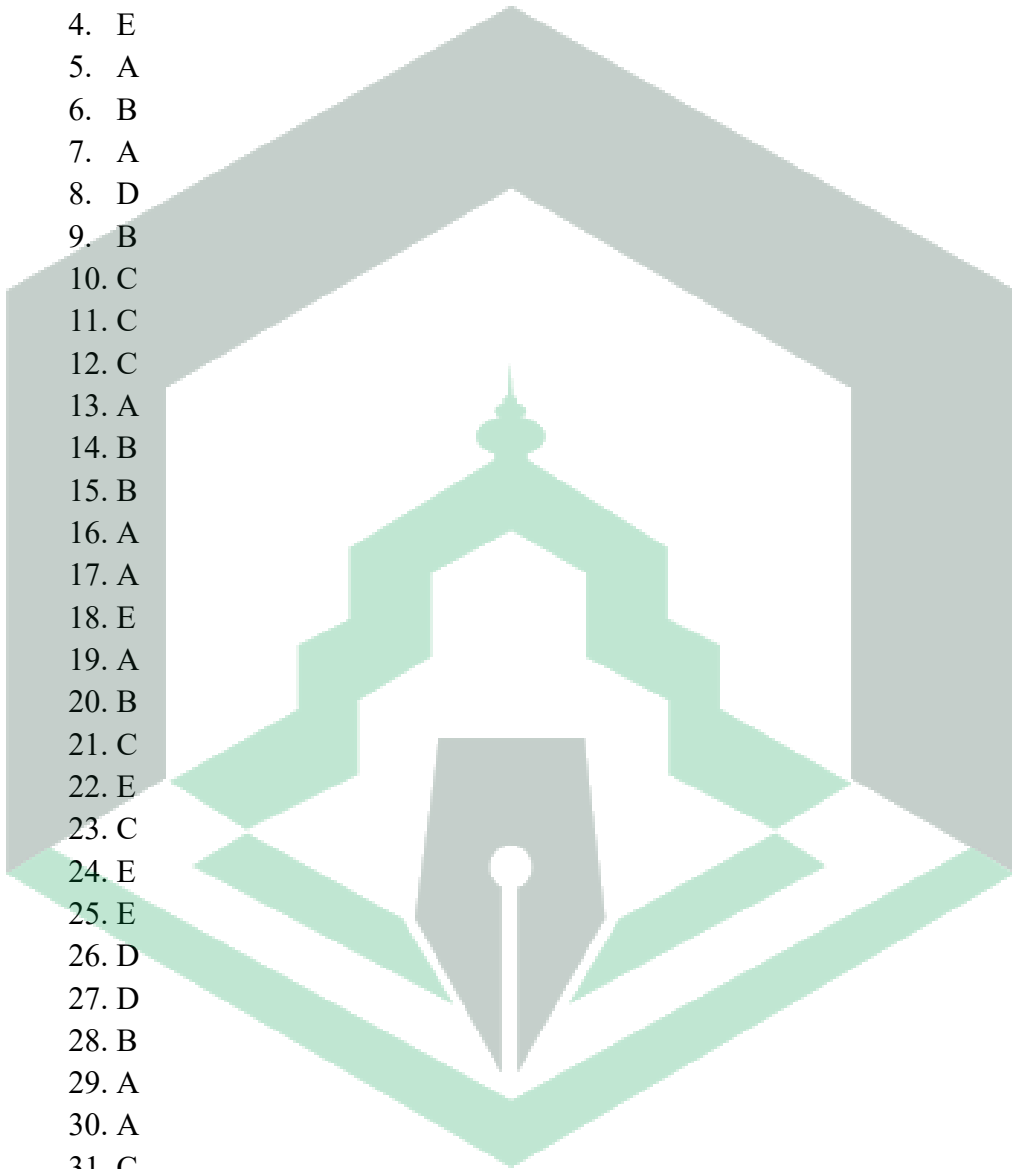 4. E
5. A
6. B
7. A
8. D
9. B
10. C
11. C
12. C
13. A
14. B
15. B
16. A
17. A
18. E
19. A
20. B
21. C
22. E
23. C
24. E
25. E
26. D
27. D
28. B
29. A
30. A
31. C